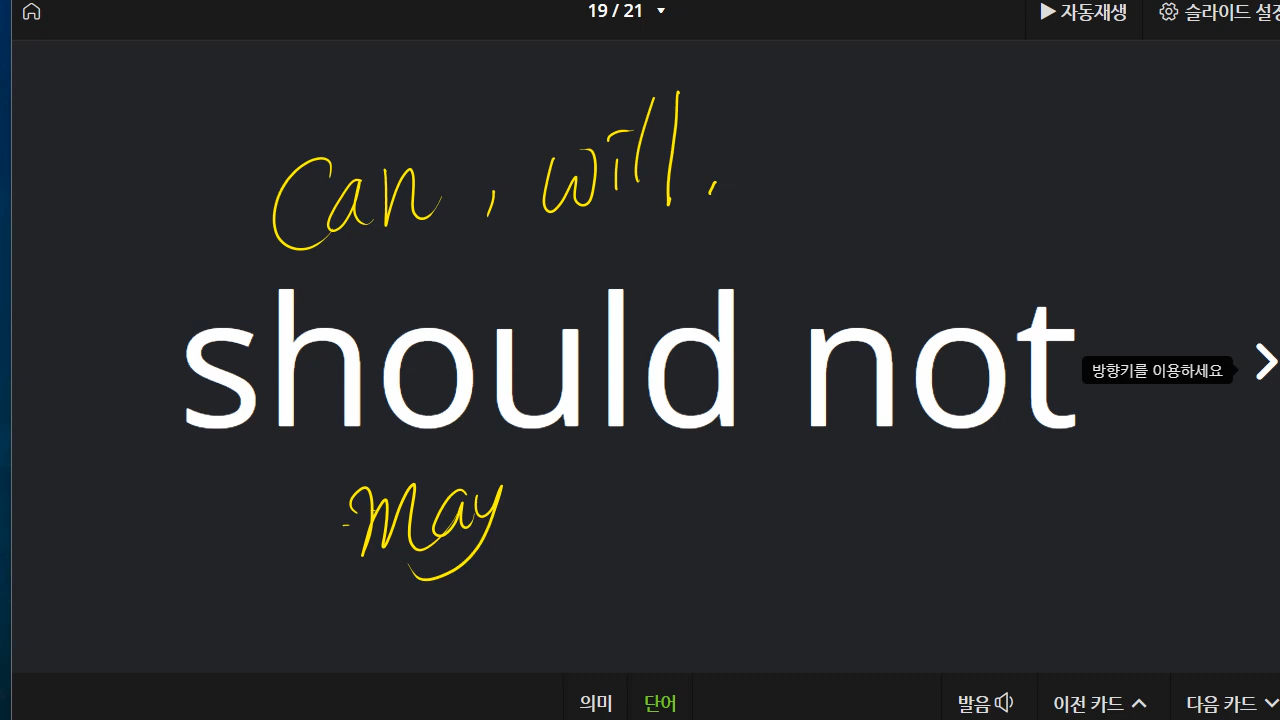 19 / 21
자동재생
슬라이드 설정
can, will,
should not
방향키를 이용하세요
may
의미
단어
발음
이전 카드
다음 카드